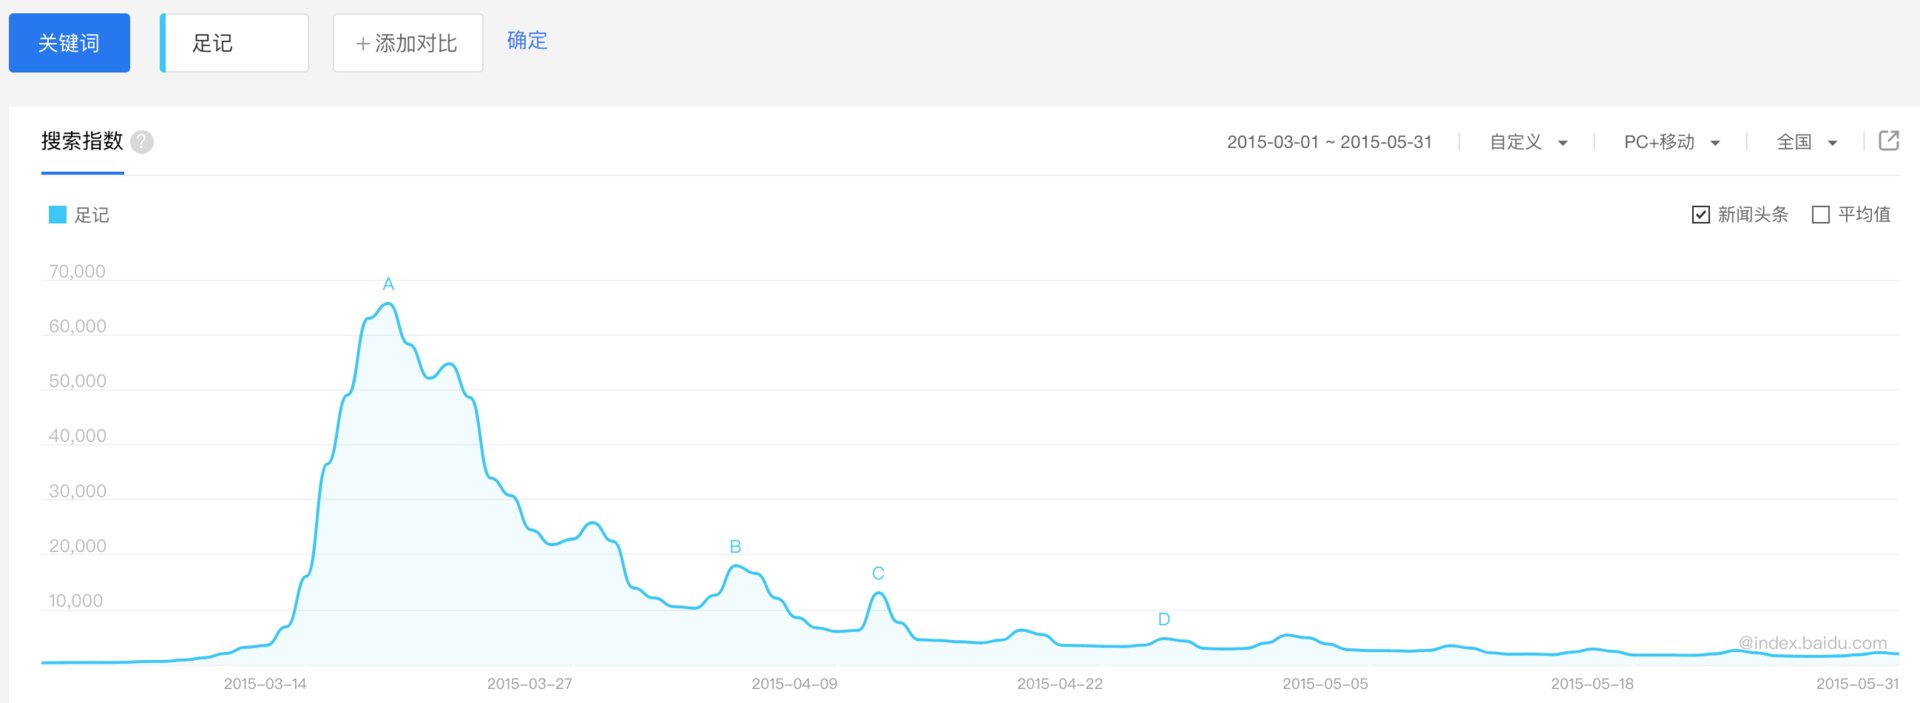 关键词 足记 +添加对比 确定
搜索指数 ? 2015-03-01 ~ 2015-05-31 自定义 PC+移动 全国
足记 新闻头条 平均值
70,000
A
60,000
50,000
40,000
30,000
20,000
B
C
10,000
D
@index.baidu.com
2015-03-14 2015-03-27 2015-04-09 2015-04-22 2015-05-05 2015-05-18 2015-05-31